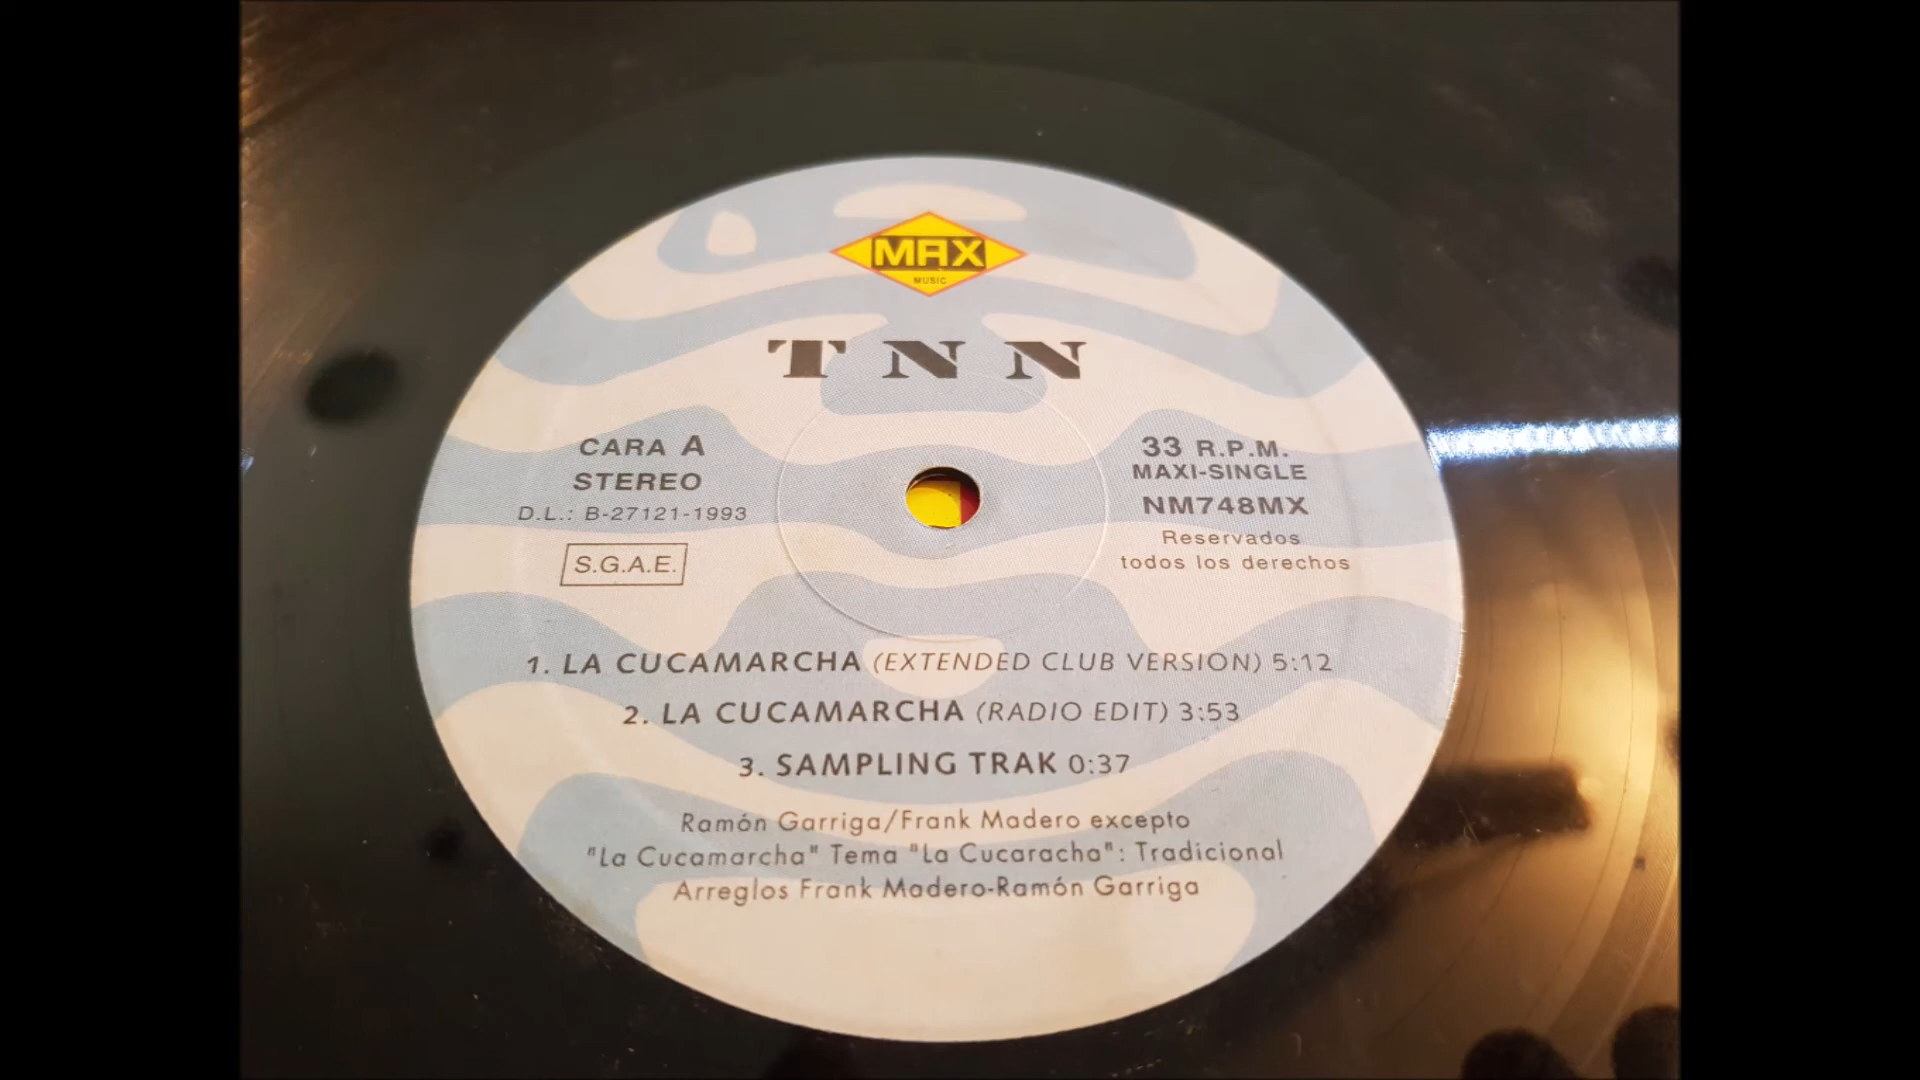 MAX
MUSIC
TNN
CARA A
STEREO
D.L.: B-27121-1993
S.G.A.E.
33 R.P.M.
MAXI-SINGLE
NM748MX
Reservados
todos los derechos
1. LA CUCAMARCHA (EXTENDED CLUB VERSION) 5:12
2. LA CUCAMARCHA (RADIO EDIT) 3:53
3. SAMPLING TRAK 0:37
Ramón Garriga/Frank Madero excepto
"La Cucamarcha" Tema "La Cucaracha": Tradicional
Arreglos Frank Madero-Ramón Garriga